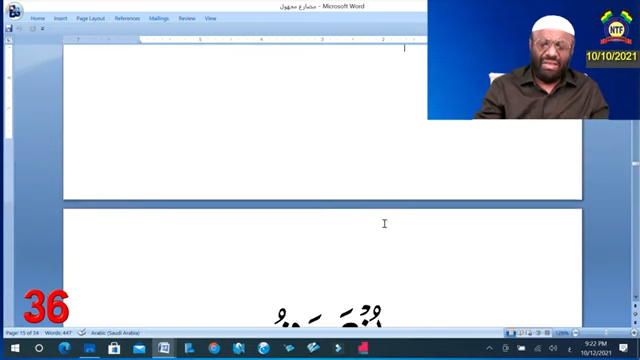 مضارع مجهول - Microsoft Word
Home Insert Page Layout References Mailings Review View
NTF
10/10/2021
36
Page: 15 of 34 Words: 447 Arabic (Saudi Arabia) 128%
9:22 PM
10/12/2021